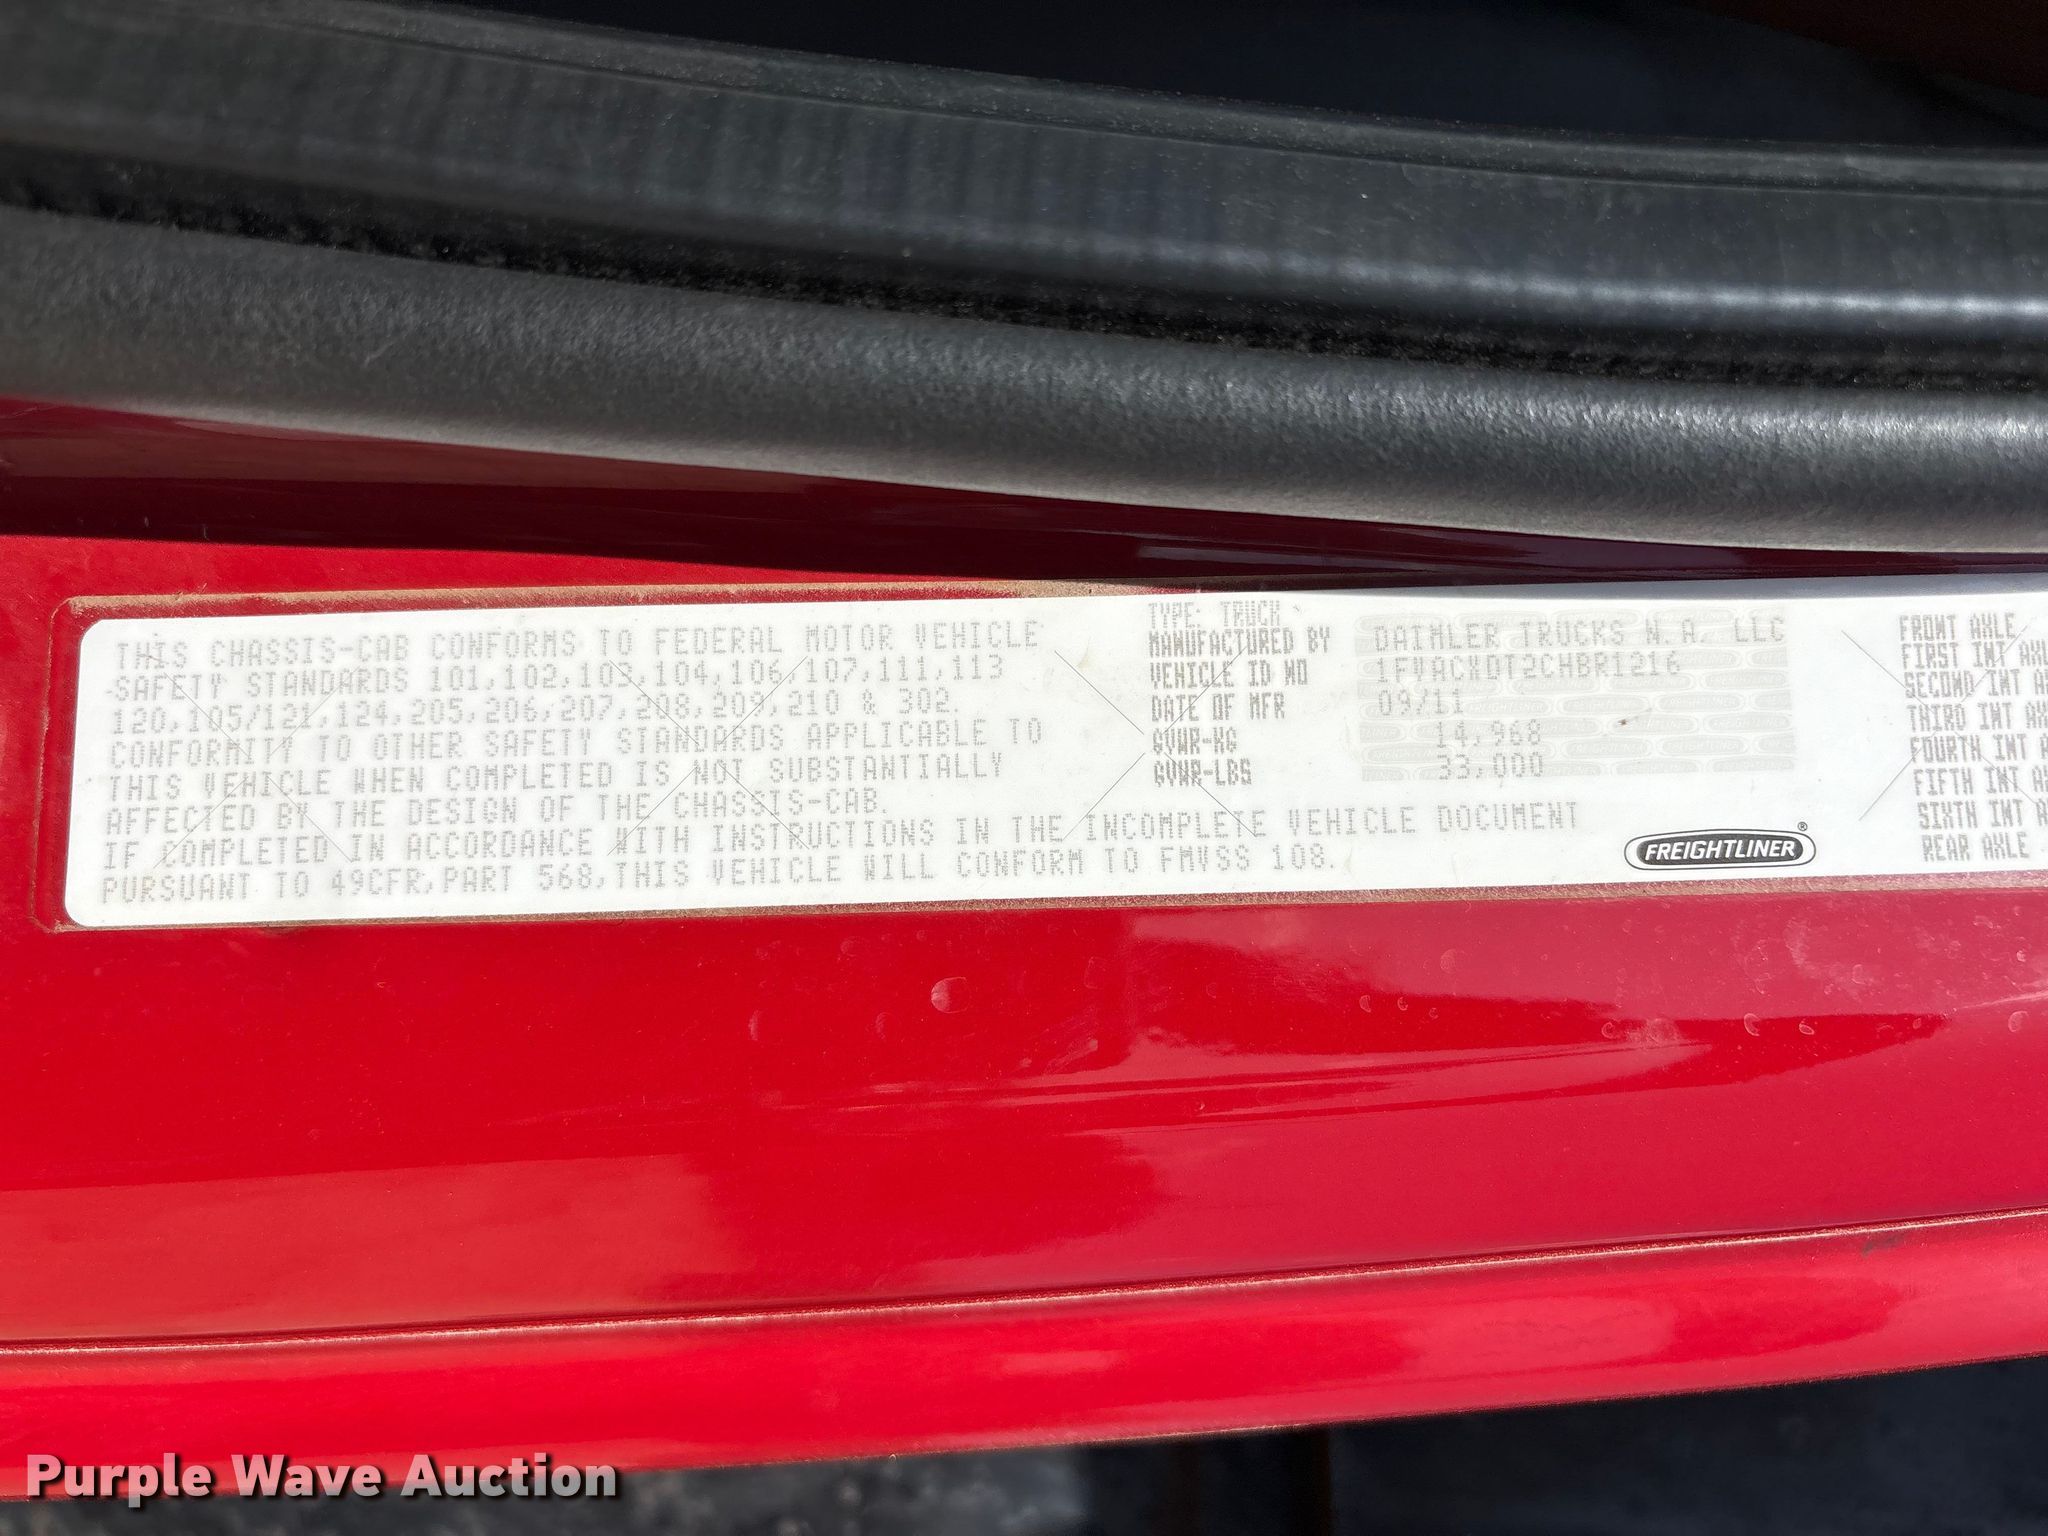 THIS CHASSIS-CAB CONFORMS TO FEDERAL MOTOR VEHICLE
SAFETY STANDARDS 101,102,103,104,106,107,111,113
120,105/121,124,205,206,207,208,209,210 & 302.
CONFORMITY TO OTHER SAFETY STANDARDS APPLICABLE TO
THIS VEHICLE WHEN COMPLETED IS NOT SUBSTANTIALLY
AFFECTED BY THE DESIGN OF THE CHASSIS-CAB.
IF COMPLETED IN ACCORDANCE WITH INSTRUCTIONS IN THE INCOMPLETE VEHICLE DOCUMENT
PURSUANT TO 49CFR, PART 568, THIS VEHICLE WILL CONFORM TO FMVSS 108.
TYPE: TRUCK
MANUFACTURED BY DAIMLER TRUCKS N.A. LLC
VEHICLE ID NO 1FVACXDT2CHBR1216
DATE OF MFR 09/11
GVWR-KG 14,968
GVWR-LBS 33,000
FREIGHTLINER®
FRONT AXLE
FIRST INT AXL
SECOND INT A
THIRD INT AX
FOURTH INT
FIFTH INT A
SIXTH INT A
REAR AXLE
Purple Wave Auction